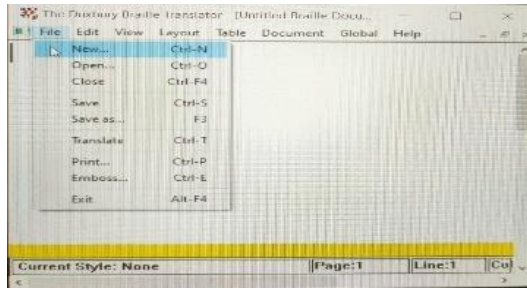 The Duxbury Braille Translator - [Untitled Braille Docu...
File Edit View Layout Table Document Global Help
New... Ctrl-N
Open... Ctrl-O
Close Ctrl-F4
Save Ctrl-S
Save as... F3
Translate Ctrl-T
Print... Ctrl-P
Emboss... Ctrl-E
Exit Alt-F4
Current Style: None Page:1 Line:1 Col